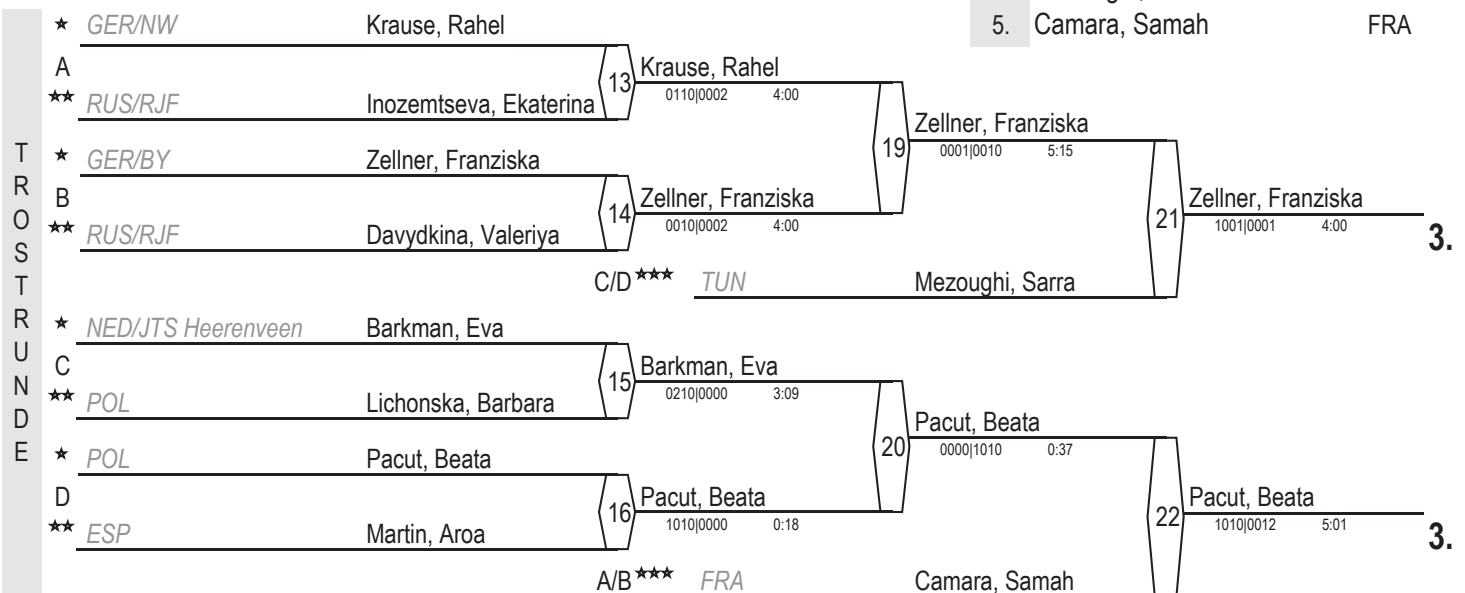 5. Camara, Samah FRA
TROSTRUNDE
GER/NW Krause, Rahel
A
13 Krause, Rahel
0110|0002 4:00
RUS/RJF Inozemtseva, Ekaterina
Zellner, Franziska
19 0001|0010 5:15
GER/BY Zellner, Franziska
B
14 Zellner, Franziska
0010|0002 4:00
21 Zellner, Franziska
1001|0001 4:00
3.
RUS/RJF Davydkina, Valeriya
C/D TUN Mezoughi, Sarra
NED/JTS Heerenveen Barkman, Eva
C
15 Barkman, Eva
0210|0000 3:09
POL Lichonska, Barbara
Pacut, Beata
20 0000|1010 0:37
POL Pacut, Beata
D
16 Pacut, Beata
1010|0000 0:18
22 Pacut, Beata
1010|0012 5:01
3.
ESP Martin, Aroa
A/B FRA Camara, Samah